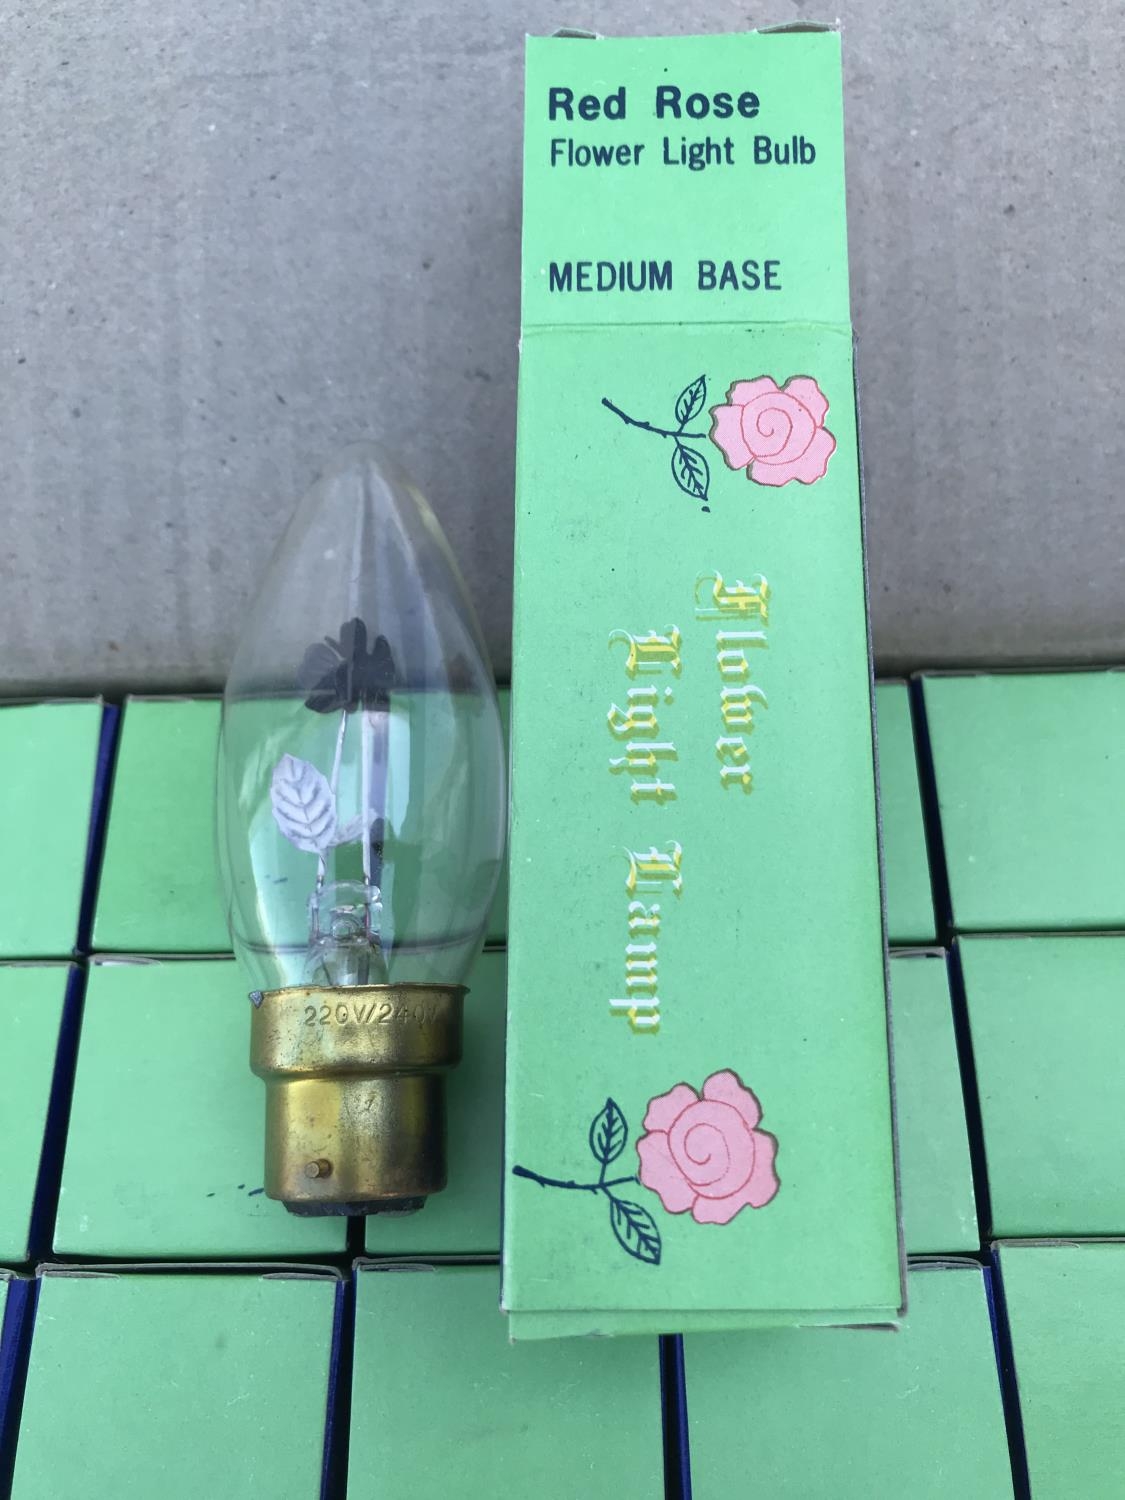 Red Rose
Flower Light Bulb
MEDIUM BASE
Flower
Light Lamp
220V/240V